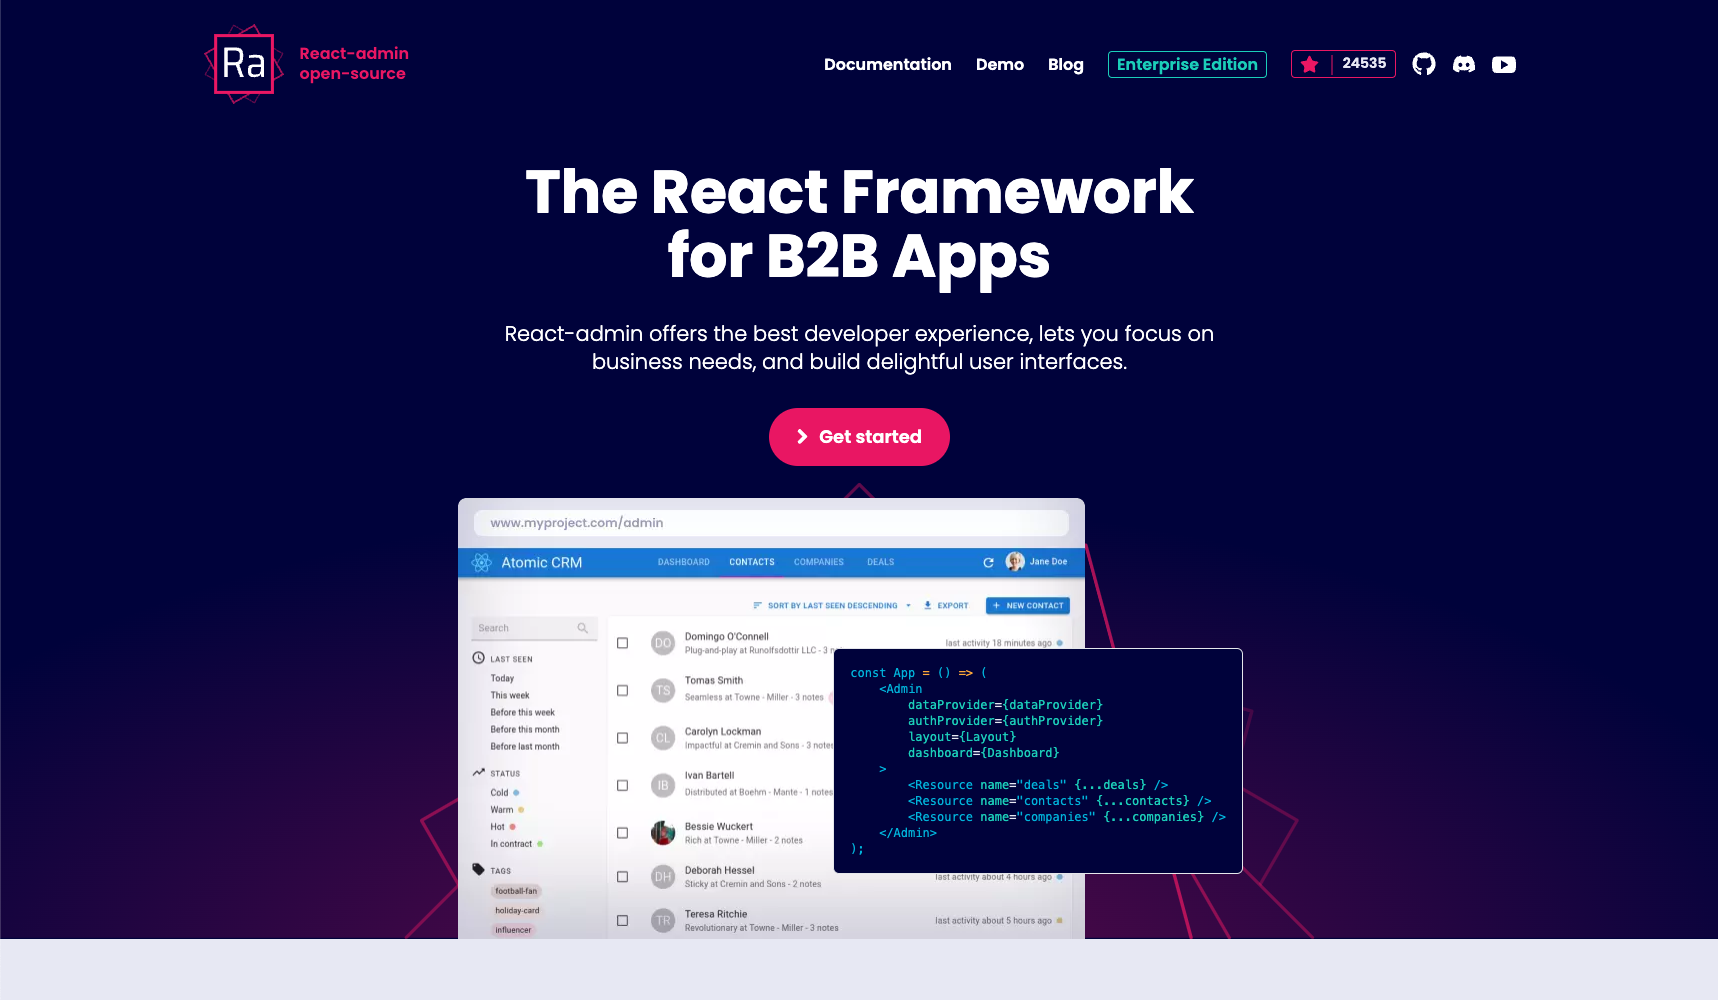 Ra
React-admin
open-source
Documentation
Demo
Blog
Enterprise Edition
24535
The React Framework
for B2B Apps
React-admin offers the best developer experience, lets you focus on
business needs, and build delightful user interfaces.
Get started
www.myproject.com/admin
Atomic CRM
DASHBOARD
CONTACTS
COMPANIES
DEALS
Jane Doe
SORT BY LAST SEEN DESCENDING
EXPORT
+ NEW CONTACT
Search
LAST SEEN
Today
This week
Before this week
Before this month
Before last month
STATUS
Cold
Warm
Hot
In contract
TAGS
football-fan
holiday-card
influencer
DO
Domingo O'Connell
Plug-and-play at Runolfsdottir LLC - 3
last activity 18 minutes ago
TS
Tomas Smith
Seamless at Towne - Miller - 3 notes
CL
Carolyn Lockman
Impactful at Cremin and Sons - 3 notes
IB
Ivan Bartell
Distributed at Boehm - Mante - 1 notes
Bessie Wuckert
Rich at Towne - Miller - 2 notes
DH
Deborah Hessel
Sticky at Cremin and Sons - 2 notes
last activity about 4 hours ago
TR
Teresa Ritchie
Revolutionary at Towne - Miller - 3 notes
last activity about 5 hours ago
const App = () => (
<Admin
dataProvider={dataProvider}
authProvider={authProvider}
layout={Layout}
dashboard={Dashboard}
>
<Resource name="deals" {...deals} />
<Resource name="contacts" {...contacts} />
<Resource name="companies" {...companies} />
</Admin>
);